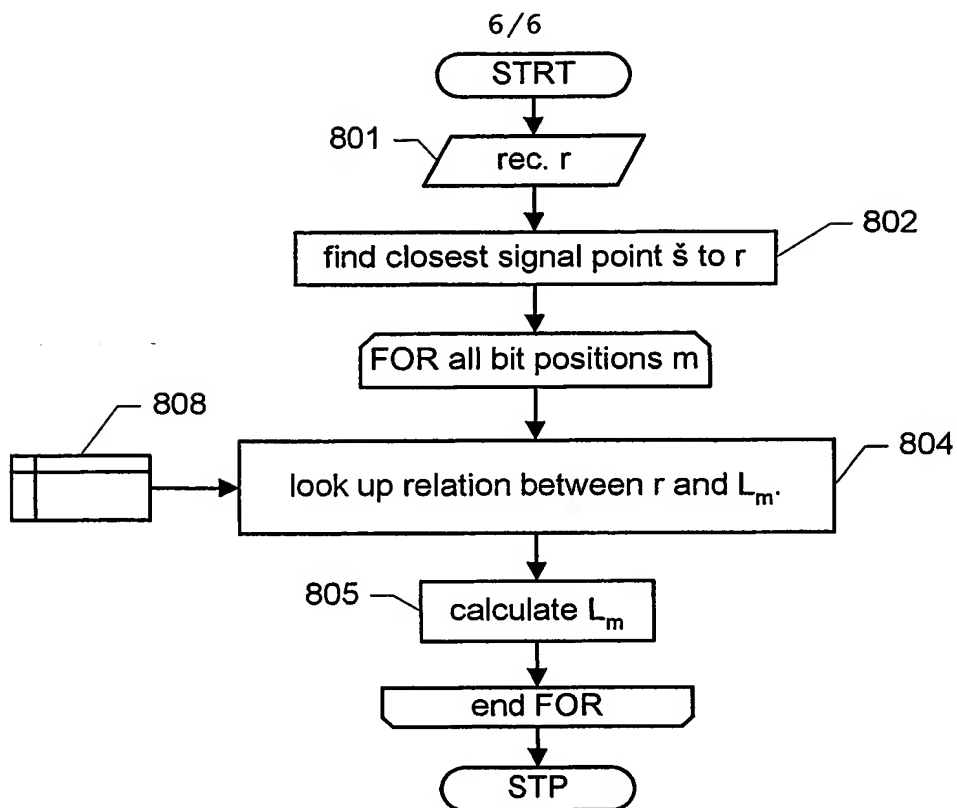 6/6
STRT
801
rec. r
802
find closest signal point š to r
FOR all bit positions m
808
804
look up relation between r and Lm.
805
calculate Lm
end FOR
STP